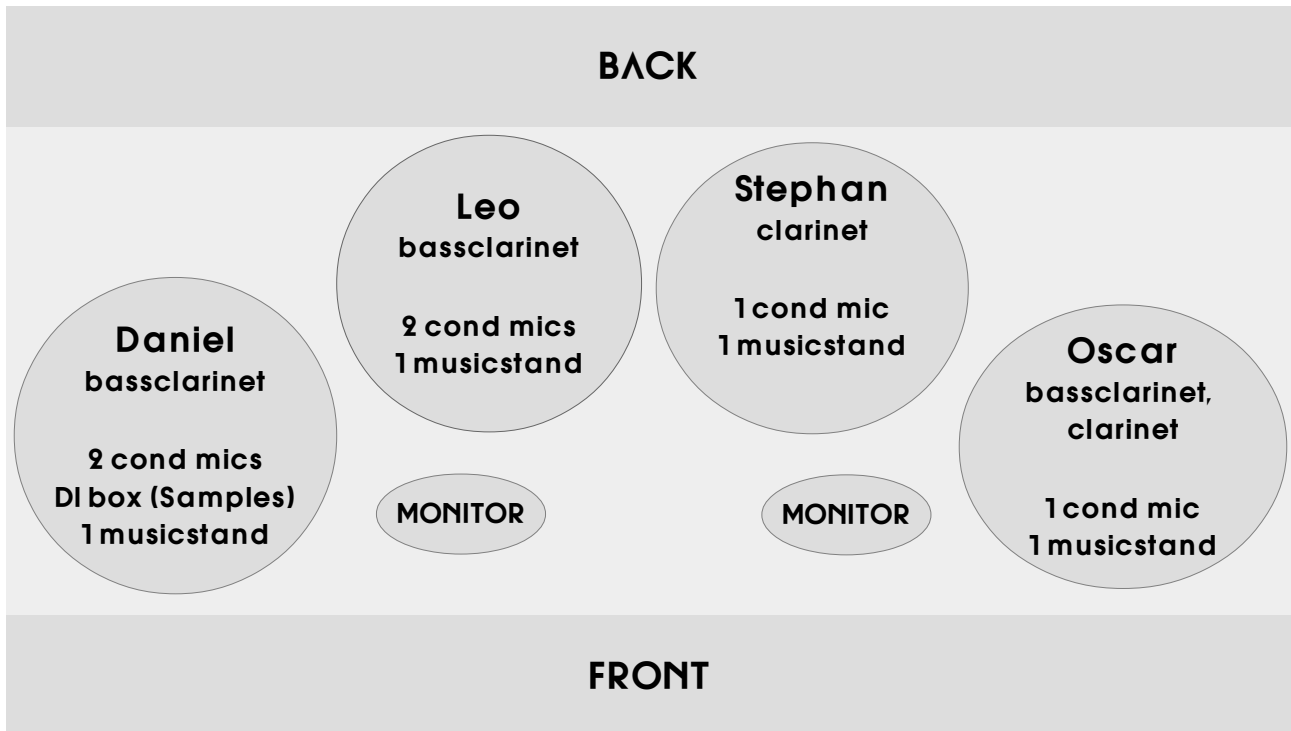 BACK
Leo
bassclarinet
2 cond mics
1 musicstand
Stephan
clarinet
1 cond mic
1 musicstand
Daniel
bassclarinet
2 cond mics
DI box (Samples)
1 musicstand
Oscar
bassclarinet,
clarinet
1 cond mic
1 musicstand
MONITOR
MONITOR
FRONT